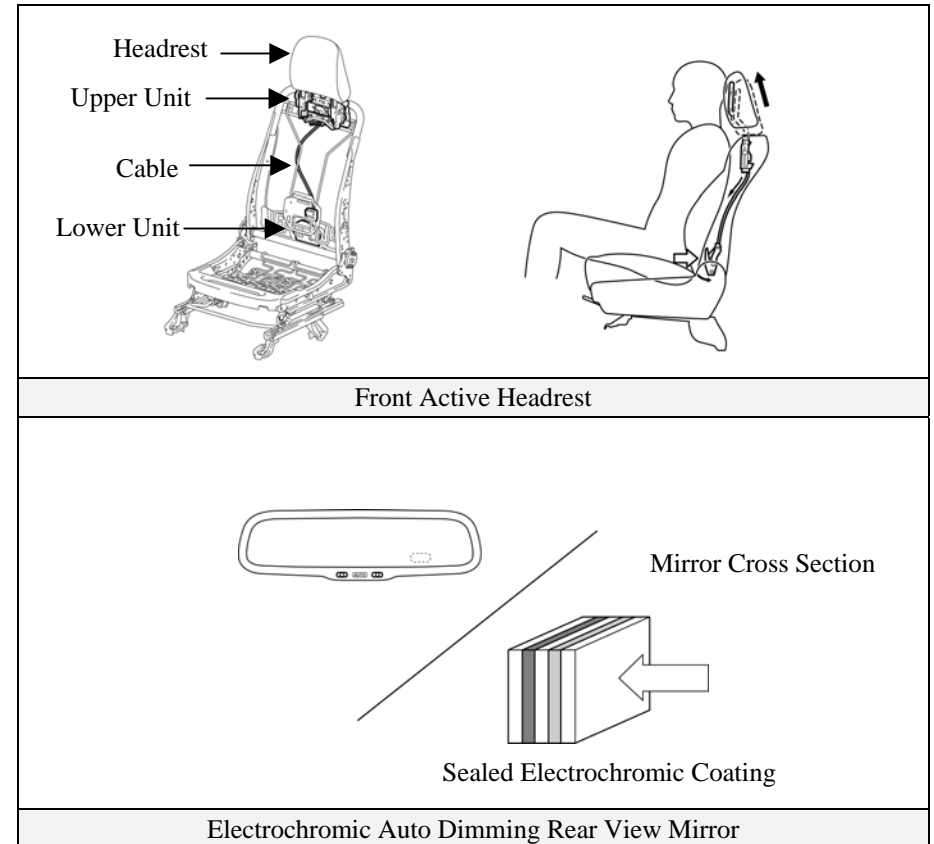 Headrest
Upper Unit
Cable
Lower Unit
Front Active Headrest
Mirror Cross Section
Sealed Electrochromic Coating
Electrochromic Auto Dimming Rear View Mirror